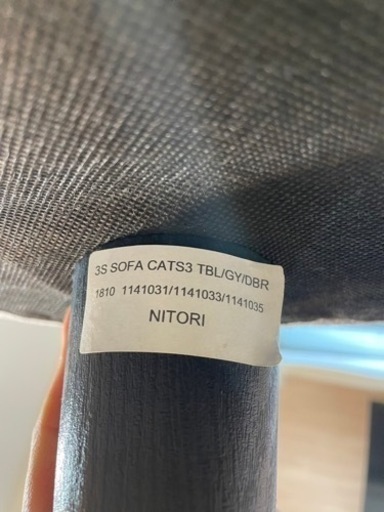 3S SOFA CATS3 TBL/GY/DBR
1810 1141031/1141033/1141035
NITORI